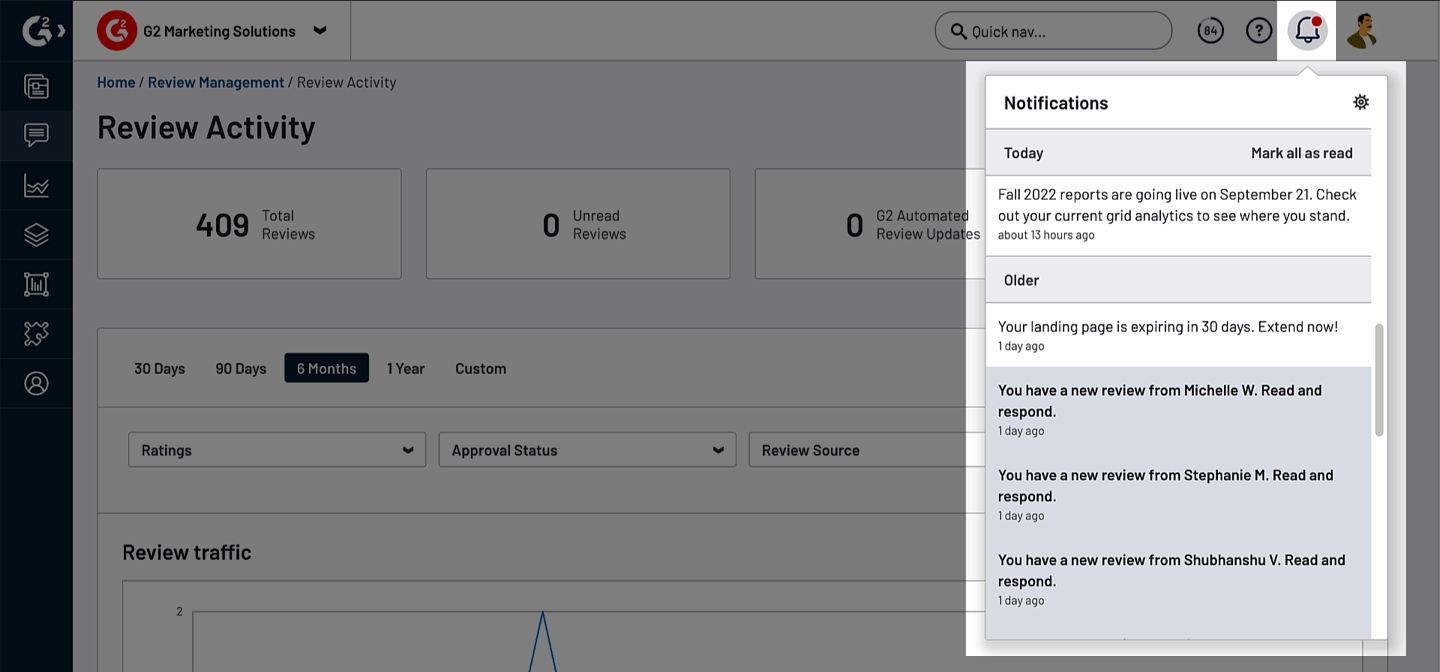 G2 Marketing Solutions
Quick nav...
84
?
Home / Review Management / Review Activity
Review Activity
409 Total
Reviews
0 Unread
Reviews
0 G2 Automated
Review Updates
30 Days 90 Days 6 Months 1 Year Custom
Ratings Approval Status Review Source
Review traffic
2
Notifications
Today Mark all as read
Fall 2022 reports are going live on September 21. Check
out your current grid analytics to see where you stand.
about 13 hours ago
Older
Your landing page is expiring in 30 days. Extend now!
1 day ago
You have a new review from Michelle W. Read and
respond.
1 day ago
You have a new review from Stephanie M. Read and
respond.
1 day ago
You have a new review from Shubhanshu V. Read and
respond.
1 day ago